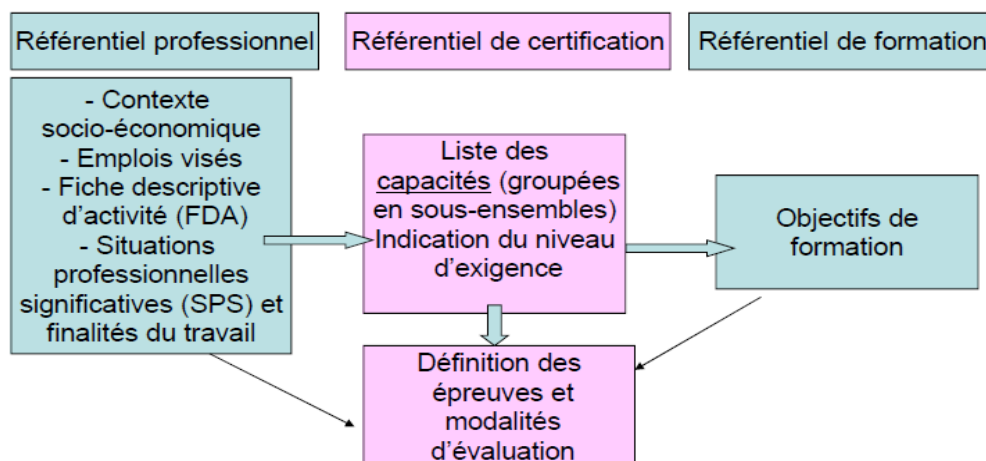 Référentiel professionnel
Référentiel de certification
Référentiel de formation
- Contexte
socio-économique
- Emplois visés
- Fiche descriptive
d'activité (FDA)
- Situations
professionnelles
significatives (SPS) et
finalités du travail
Liste des
capacités (groupées
en sous-ensembles)
Indication du niveau
d'exigence
Objectifs de
formation
Définition des
épreuves et
modalités
d'évaluation